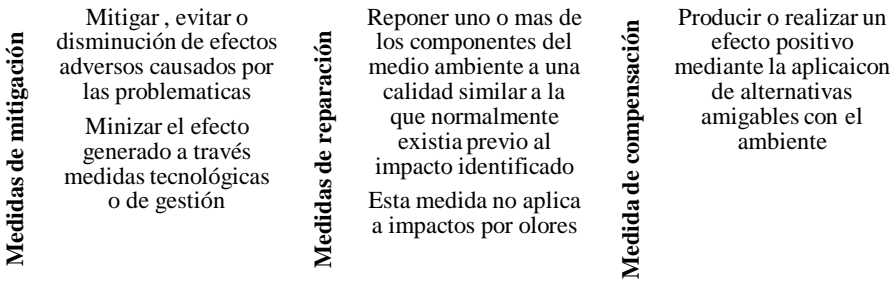 Medidas de mitigación
Mitigar , evitar o
disminución de efectos
adversos causados por
las problematicas
Minizar el efecto
generado a través
medidas tecnológicas
o de gestión
Medidas de reparación
Reponer uno o mas de
los componentes del
medio ambiente a una
calidad similar a la
que normalmente
existia previo al
impacto identificado
Esta medida no aplica
a impactos por olores
Medida de compensación
Producir o realizar un
efecto positivo
mediante la aplicaicon
de alternativas
amigables con el
ambiente